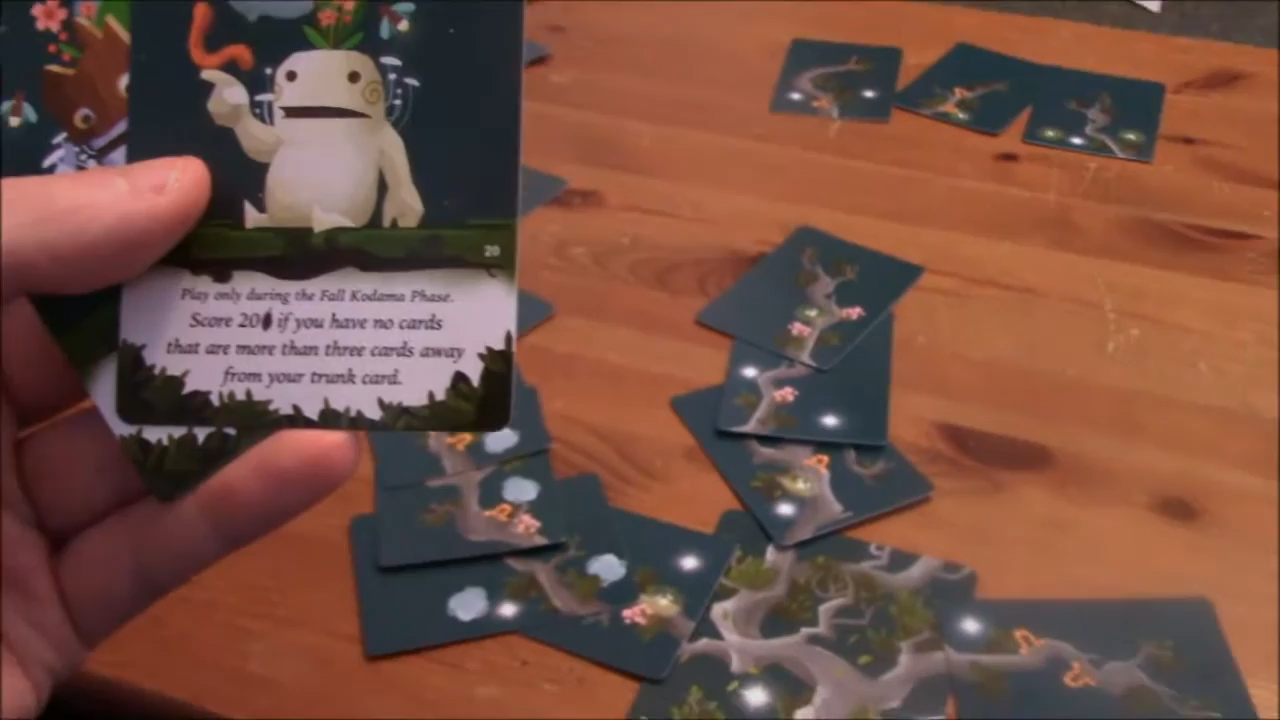 20
Play only during the Fall Kodama Phase.
Score 20 if you have no cards
that are more than three cards away
from your trunk card.